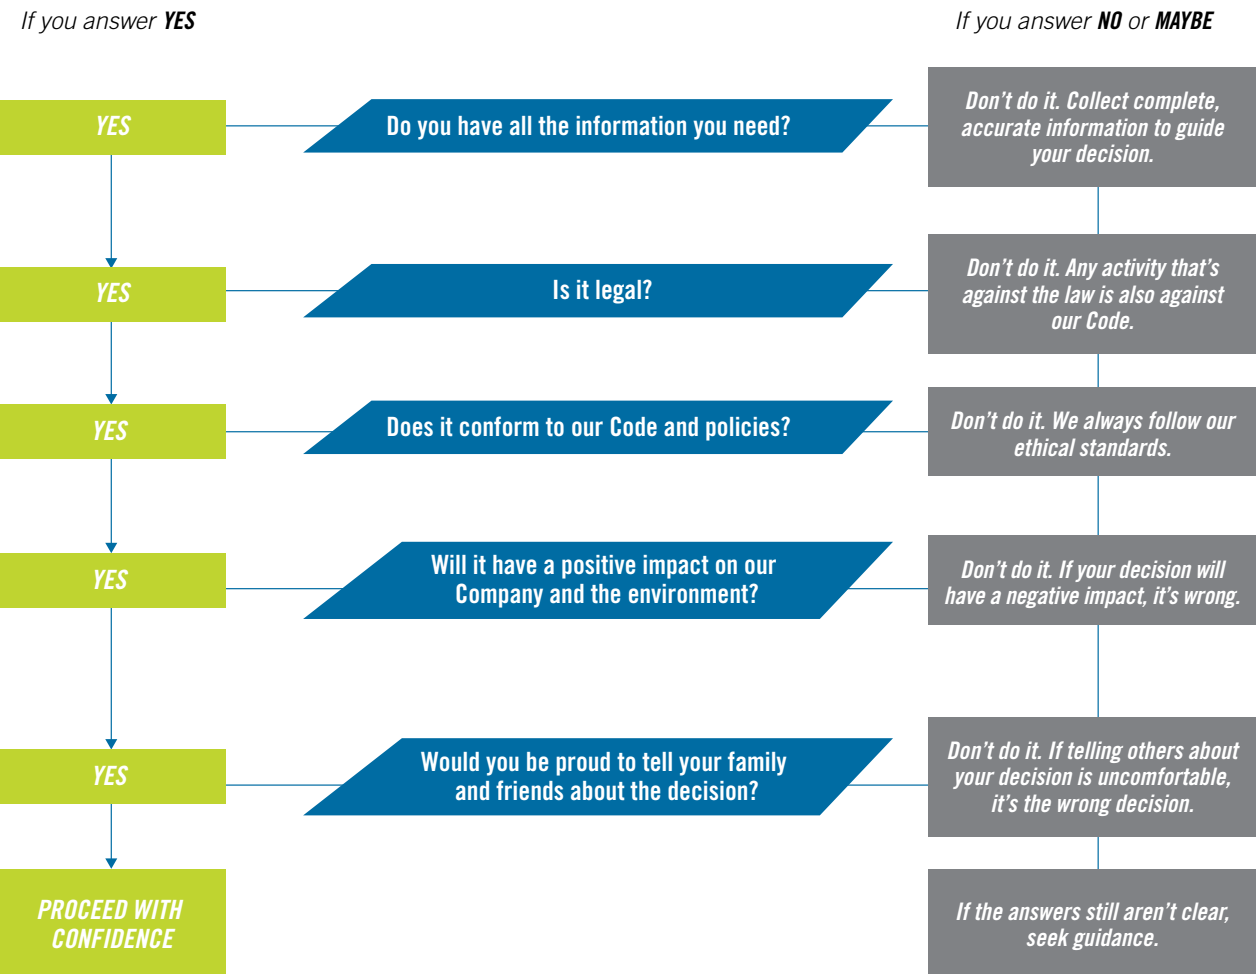 If you answer YES
If you answer NO or MAYBE
YES
Do you have all the information you need?
Don’t do it. Collect complete,
accurate information to guide
your decision.
YES
Is it legal?
Don’t do it. Any activity that’s
against the law is also against
our Code.
YES
Does it conform to our Code and policies?
Don’t do it. We always follow our
ethical standards.
YES
Will it have a positive impact on our
Company and the environment?
Don’t do it. If your decision will
have a negative impact, it’s wrong.
YES
Would you be proud to tell your family
and friends about the decision?
Don’t do it. If telling others about
your decision is uncomfortable,
it’s the wrong decision.
PROCEED WITH
CONFIDENCE
If the answers still aren’t clear,
seek guidance.